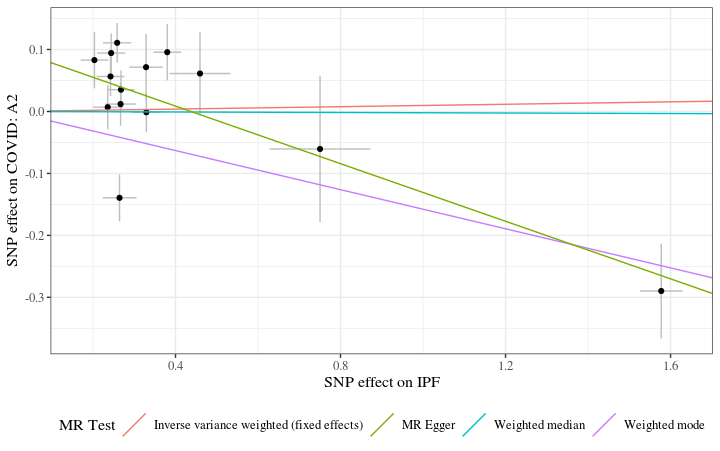 SNP effect on COVID: A2
0.1
0.0
-0.1
-0.2
-0.3
0.4
0.8
1.2
1.6
SNP effect on IPF
MR Test
Inverse variance weighted (fixed effects)
MR Egger
Weighted median
Weighted mode